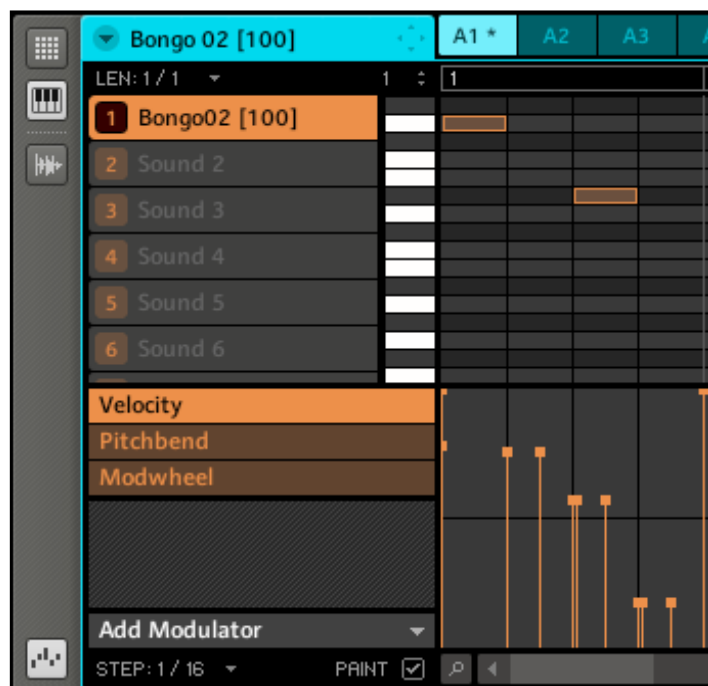 Bongo 02 [100] A1 * A2 A3
LEN: 1 / 1 1 1
1 Bongo02 [100]
2 Sound 2
3 Sound 3
4 Sound 4
5 Sound 5
6 Sound 6
Velocity
Pitchbend
Modwheel
Add Modulator
STEP: 1 / 16 PAINT